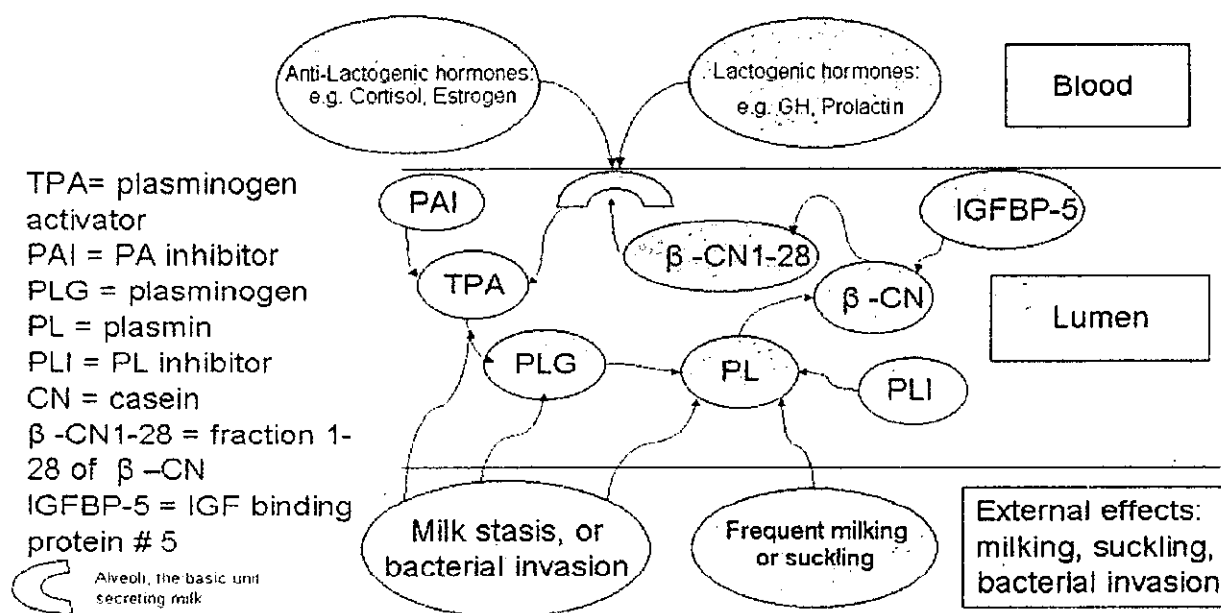 Anti-Lactogenic hormones:
e.g. Cortisol, Estrogen
Lactogenic hormones:
e.g. GH, Prolactin
Blood
TPA= plasminogen
activator
PAI = PA inhibitor
PLG = plasminogen
PL = plasmin
PLI = PL inhibitor
CN = casein
β -CN1-28 = fraction 1-
28 of β –CN
IGFBP-5 = IGF binding
protein # 5
Alveoli, the basic unit
secreting milk
PAI
IGFBP-5
β -CN1-28
TPA
β -CN
Lumen
PLG
PL
PLI
Milk stasis, or
bacterial invasion
Frequent milking
or suckling
External effects:
milking, suckling,
bacterial invasion